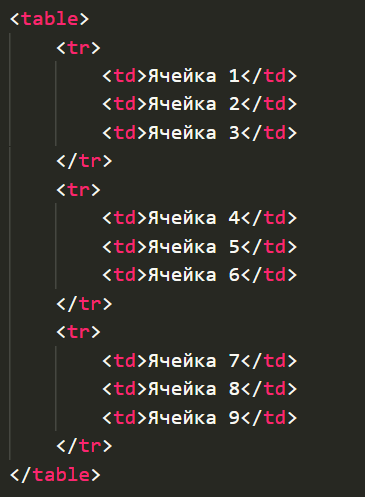 <table>
<tr>
<td>Ячейка 1</td>
<td>Ячейка 2</td>
<td>Ячейка 3</td>
</tr>
<tr>
<td>Ячейка 4</td>
<td>Ячейка 5</td>
<td>Ячейка 6</td>
</tr>
<tr>
<td>Ячейка 7</td>
<td>Ячейка 8</td>
<td>Ячейка 9</td>
</tr>
</table>